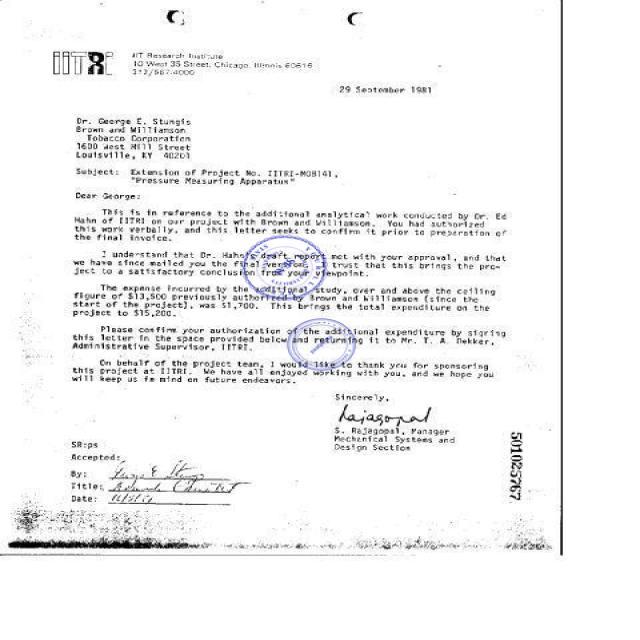 IITRI
IIT Research Institute
10 West 35 Street, Chicago, Illinois 60616
312/567-4000
29 September 1981
Dr. George E. Stungis
Brown and Williamson
Tobacco Corporation
1600 West Hill Street
Louisville, KY 40201
Subject: Extension of Project No. IITRI-M08141,
"Pressure Measuring Apparatus"
Dear George:
This is in reference to the additional analytical work conducted by Dr. Ed
Hahn of IITRI on our project with Brown and Williamson. You had authorized
this work verbally, and this letter seeks to confirm it prior to preparation of
the final invoice.
I understand that Dr. Hahn's draft report met with your approval, and that
we have since mailed you the final version. I trust that this brings the pro-
ject to a satisfactory conclusion from your viewpoint.
The expense incurred by the additional study, over and above the ceiling
figure of $13,500 previously authorized by Brown and Williamson (since the
start of the project), was $1,700. This brings the total expenditure on the
project to $15,200.
Please confirm your authorization of the additional expenditure by signing
this letter in the space provided below and returning it to Mr. T. A. Dekker,
Administrative Supervisor, IITRI.
On behalf of the project team, I would like to thank you for sponsoring
this project at IITRI. We have all enjoyed working with you, and we hope you
will keep us in mind on future endeavors.
Sincerely,
Rajagopal
S. Rajagopal, Manager
Mechanical Systems and
Design Section
SR:ps
Accepted:
By: George E Stungis
Title:
Date:
501025767